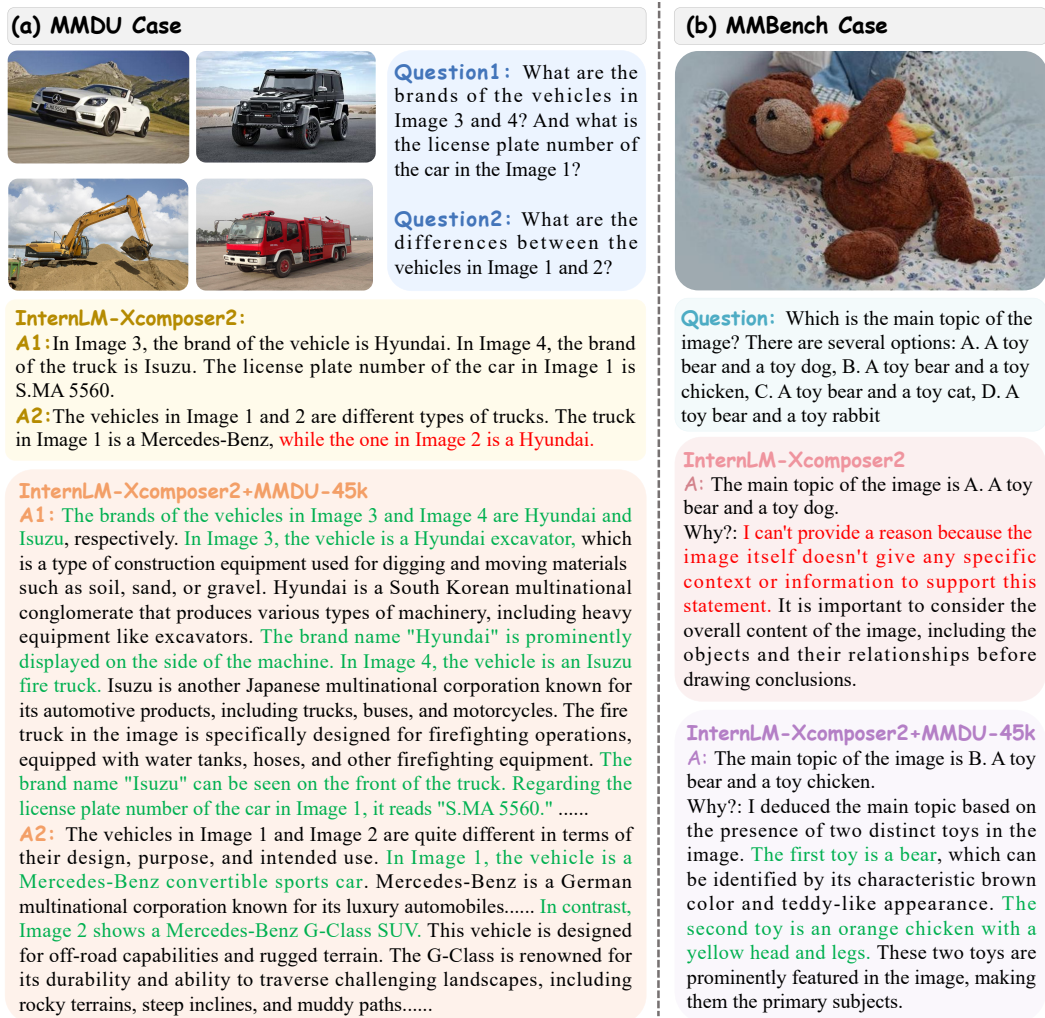 (a) MMDU Case
Question1: What are the
brands of the vehicles in
Image 3 and 4? And what is
the license plate number of
the car in the Image 1?
Question2: What are the
differences between the
vehicles in Image 1 and 2?
InternLM-Xcomposer2:
A1:In Image 3, the brand of the vehicle is Hyundai. In Image 4, the brand
of the truck is Isuzu. The license plate number of the car in Image 1 is
S.MA 5560.
A2:The vehicles in Image 1 and 2 are different types of trucks. The truck
in Image 1 is a Mercedes-Benz, while the one in Image 2 is a Hyundai.
InternLM-Xcomposer2+MMDU-45k
A1: The brands of the vehicles in Image 3 and Image 4 are Hyundai and
Isuzu, respectively. In Image 3, the vehicle is a Hyundai excavator, which
is a type of construction equipment used for digging and moving materials
such as soil, sand, or gravel. Hyundai is a South Korean multinational
conglomerate that produces various types of machinery, including heavy
equipment like excavators. The brand name "Hyundai" is prominently
displayed on the side of the machine. In Image 4, the vehicle is an Isuzu
fire truck. Isuzu is another Japanese multinational corporation known for
its automotive products, including trucks, buses, and motorcycles. The fire
truck in the image is specifically designed for firefighting operations,
equipped with water tanks, hoses, and other firefighting equipment. The
brand name "Isuzu" can be seen on the front of the truck. Regarding the
license plate number of the car in Image 1, it reads "S.MA 5560." ......
A2: The vehicles in Image 1 and Image 2 are quite different in terms of
their design, purpose, and intended use. In Image 1, the vehicle is a
Mercedes-Benz convertible sports car. Mercedes-Benz is a German
multinational corporation known for its luxury automobiles...... In contrast,
Image 2 shows a Mercedes-Benz G-Class SUV. This vehicle is designed
for off-road capabilities and rugged terrain. The G-Class is renowned for
its durability and ability to traverse challenging landscapes, including
rocky terrains, steep inclines, and muddy paths......
(b) MMBench Case
Question: Which is the main topic of the
image? There are several options: A. A toy
bear and a toy dog, B. A toy bear and a toy
chicken, C. A toy bear and a toy cat, D. A
toy bear and a toy rabbit
InternLM-Xcomposer2
A: The main topic of the image is A. A toy
bear and a toy dog.
Why?: I can't provide a reason because the
image itself doesn't give any specific
context or information to support this
statement. It is important to consider the
overall content of the image, including the
objects and their relationships before
drawing conclusions.
InternLM-Xcomposer2+MMDU-45k
A: The main topic of the image is B. A toy
bear and a toy chicken.
Why?: I deduced the main topic based on
the presence of two distinct toys in the
image. The first toy is a bear, which can
be identified by its characteristic brown
color and teddy-like appearance. The
second toy is an orange chicken with a
yellow head and legs. These two toys are
prominently featured in the image, making
them the primary subjects.